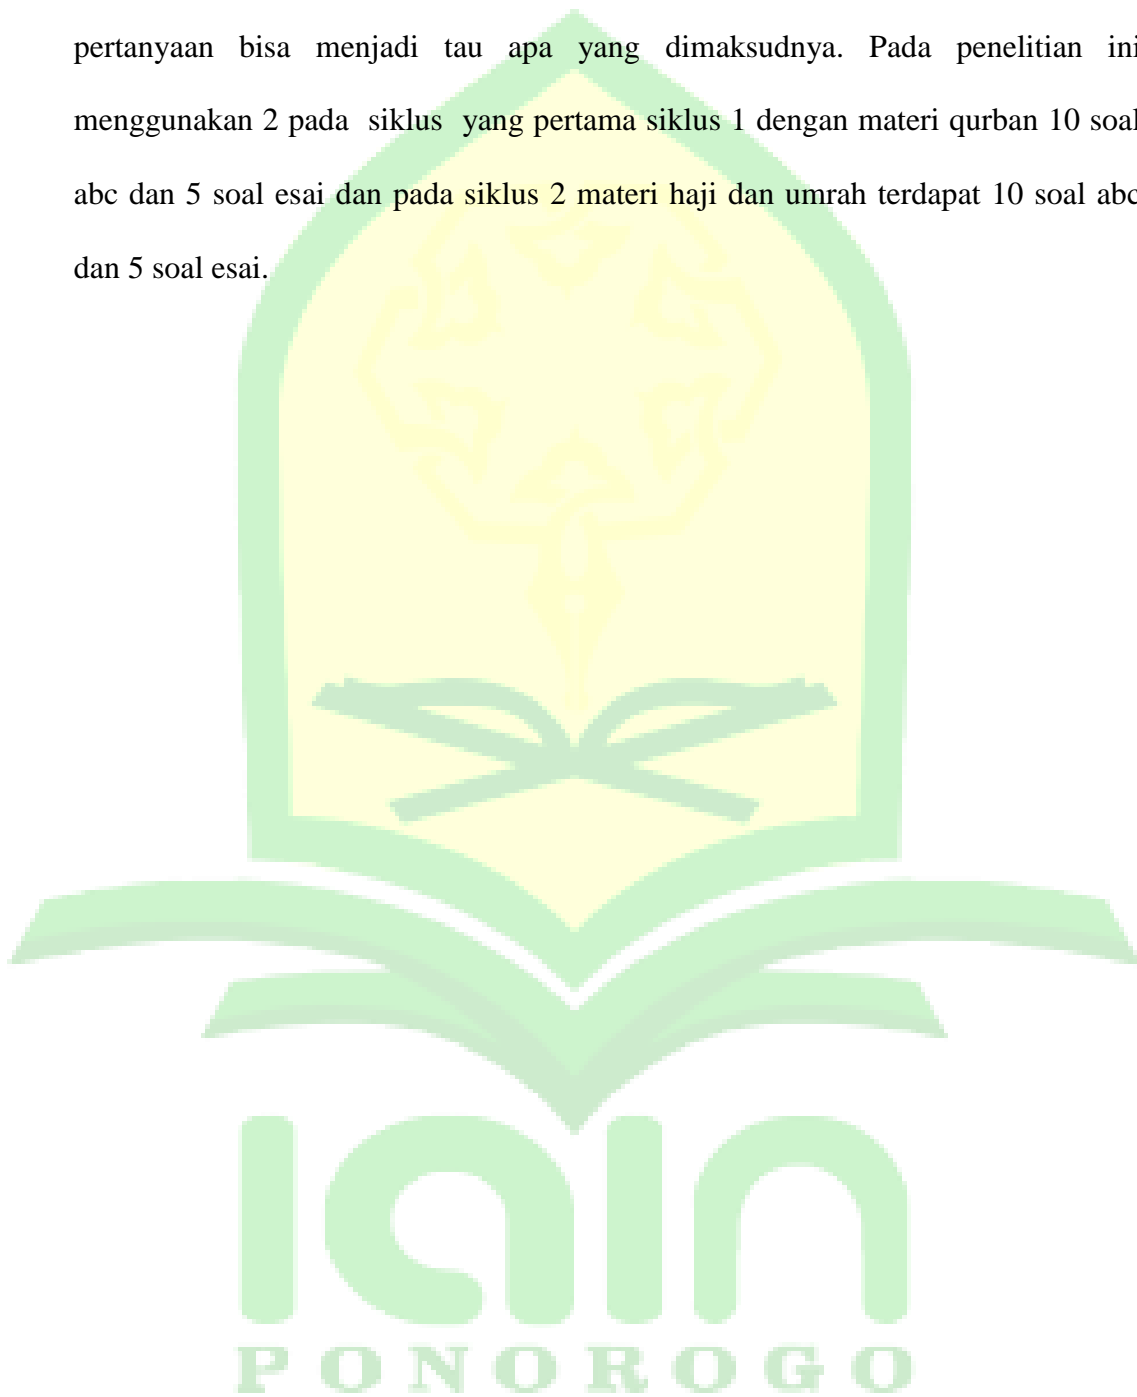 pertanyaan bisa menjadi tau apa yang dimaksudnya. Pada penelitian ini
menggunakan 2 pada siklus yang pertama siklus 1 dengan materi qurban 10 soal
abc dan 5 soal esai dan pada siklus 2 materi haji dan umrah terdapat 10 soal abc
dan 5 soal esai.
iain
PONOROGO